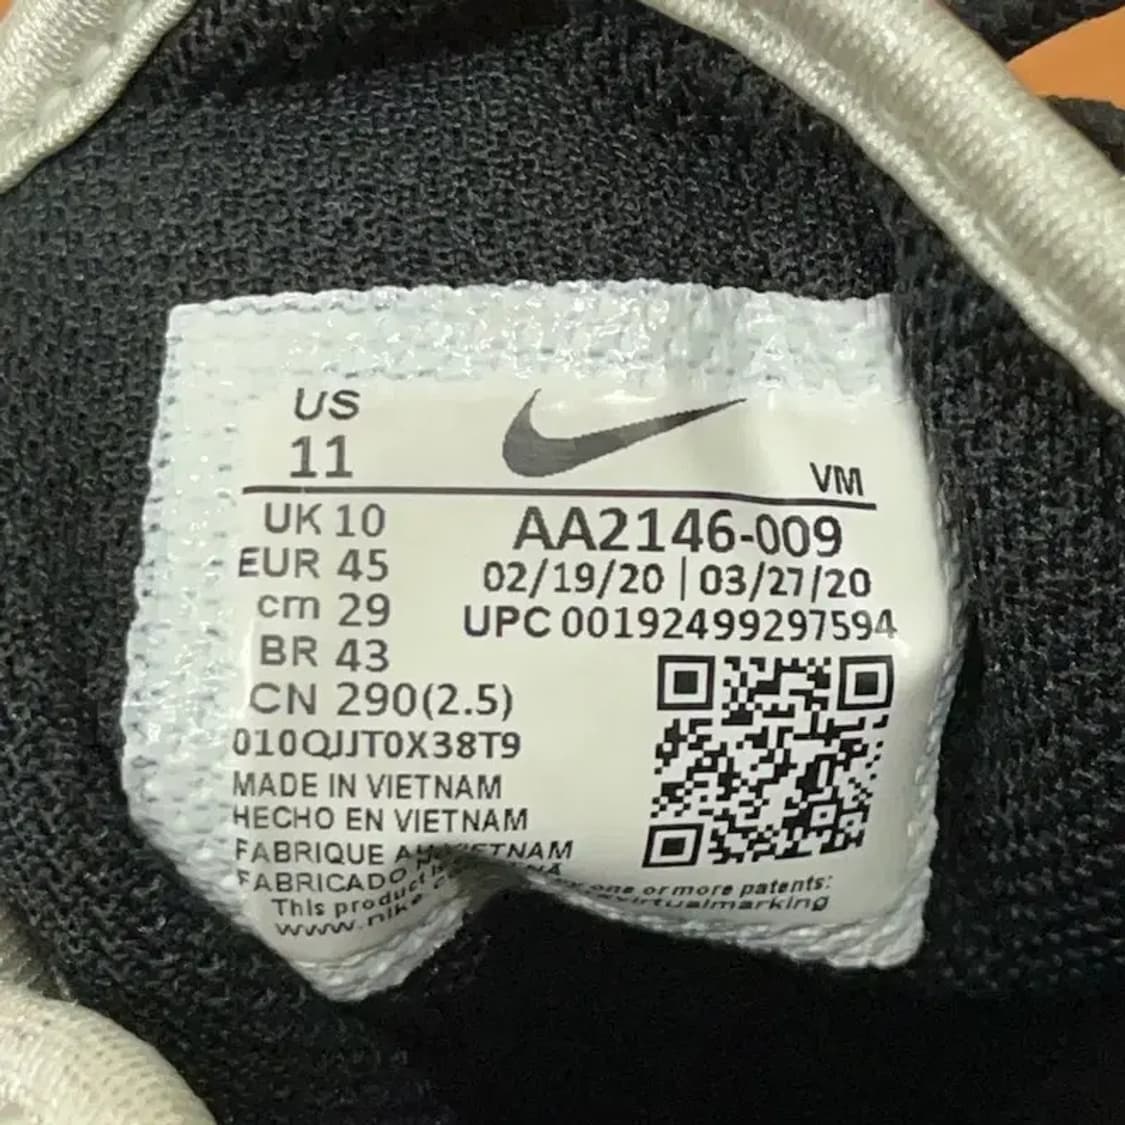 US
11
VM
UK 10
EUR 45
cm 29
BR 43
CN 290(2.5)
AA2146-009
02/19/20 | 03/27/20
UPC 00192499297594
010QJJT0X38T9
MADE IN VIETNAM
HECHO EN VIETNAM
FABRIQUE AU VIETNAM
FABRICADO
This product is
one or more patents:
www.nike
virtualmarking